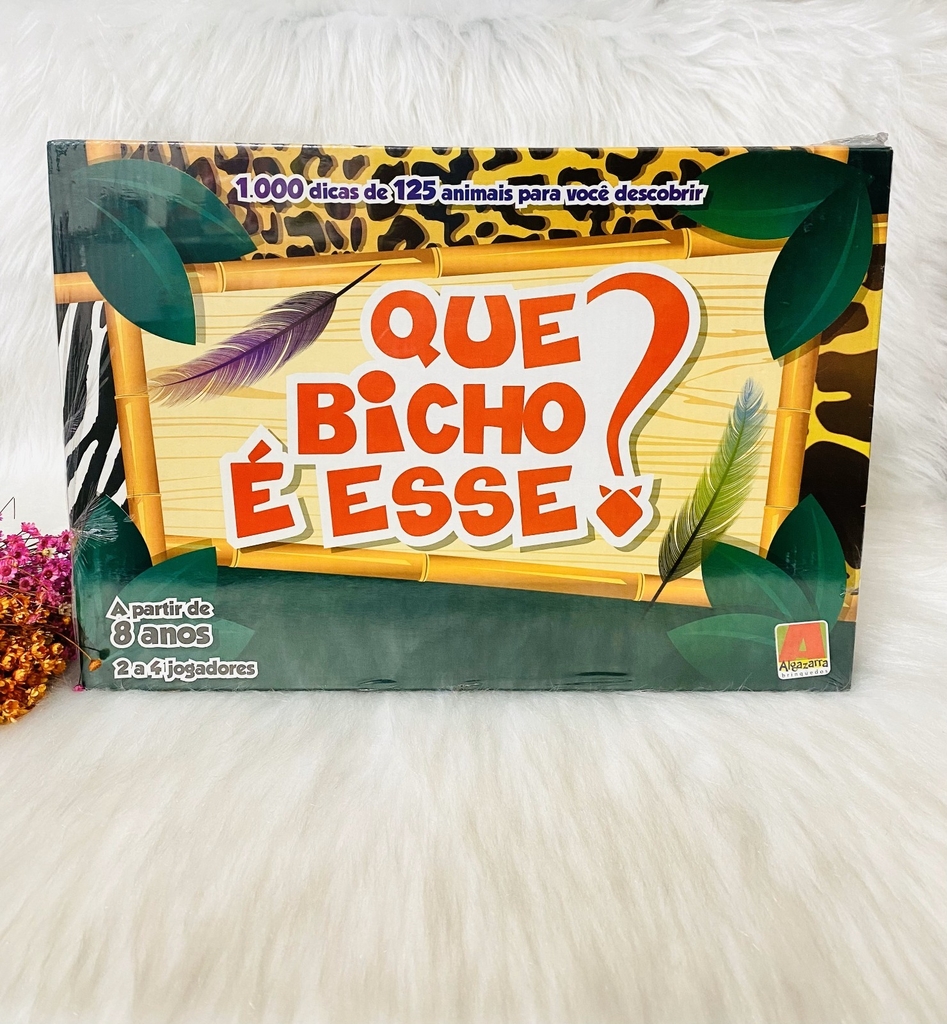 1.000 dicas de 125 animais para você descobrir
QUE
BiCHO
É ESSE?
A partir de
8 anos
2 a 4 jogadores
A
Algazarra
brinquedos